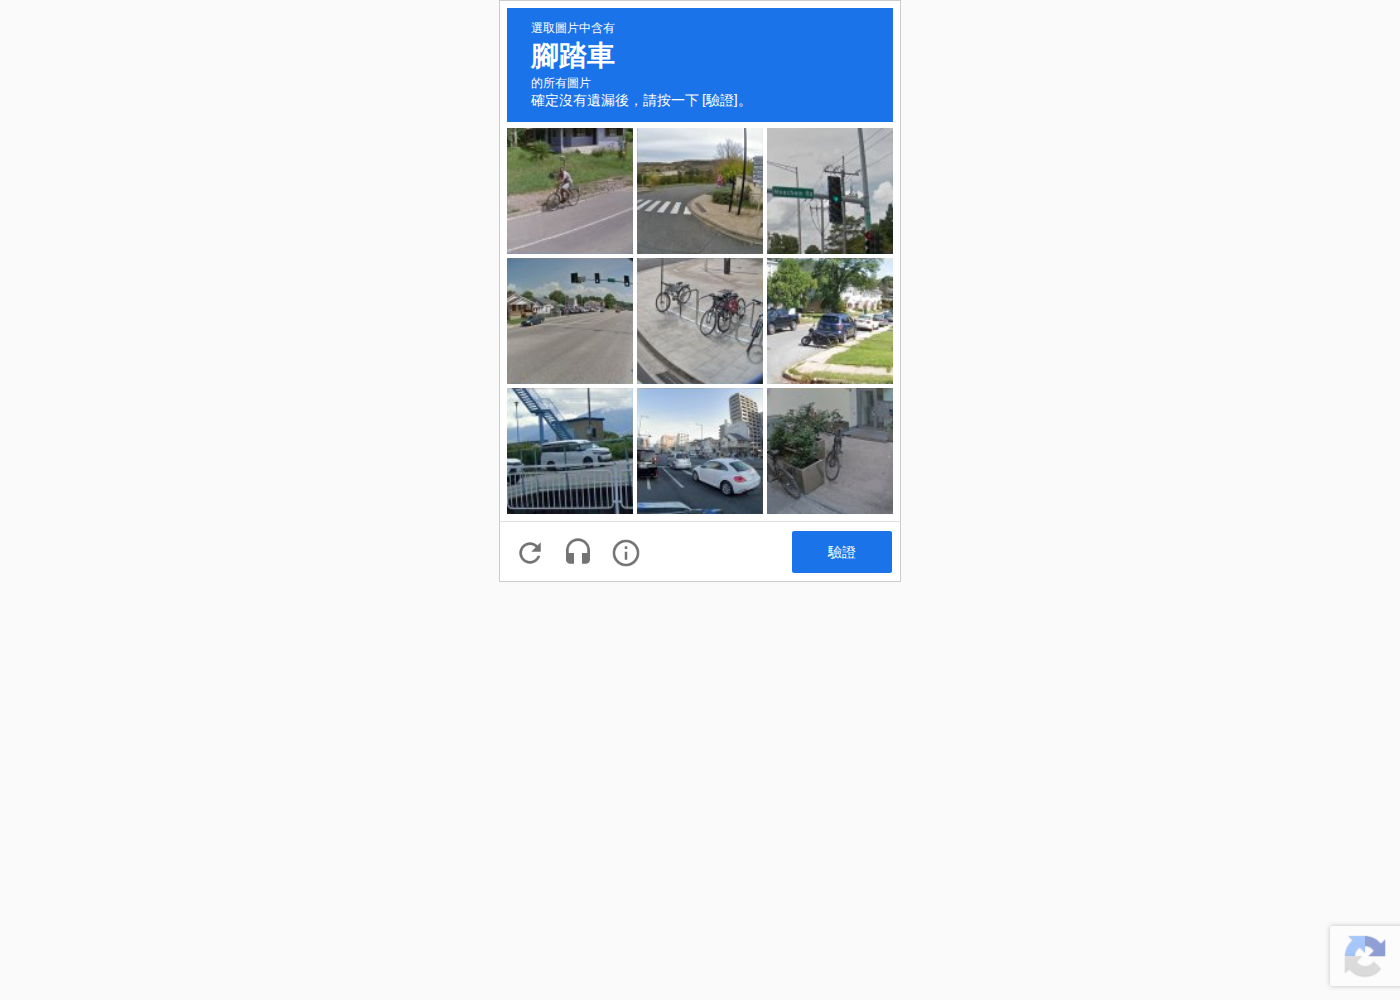 選取圖片中含有
腳踏車
的所有圖片
確定沒有遺漏後，請按一下 [驗證]。
驗證